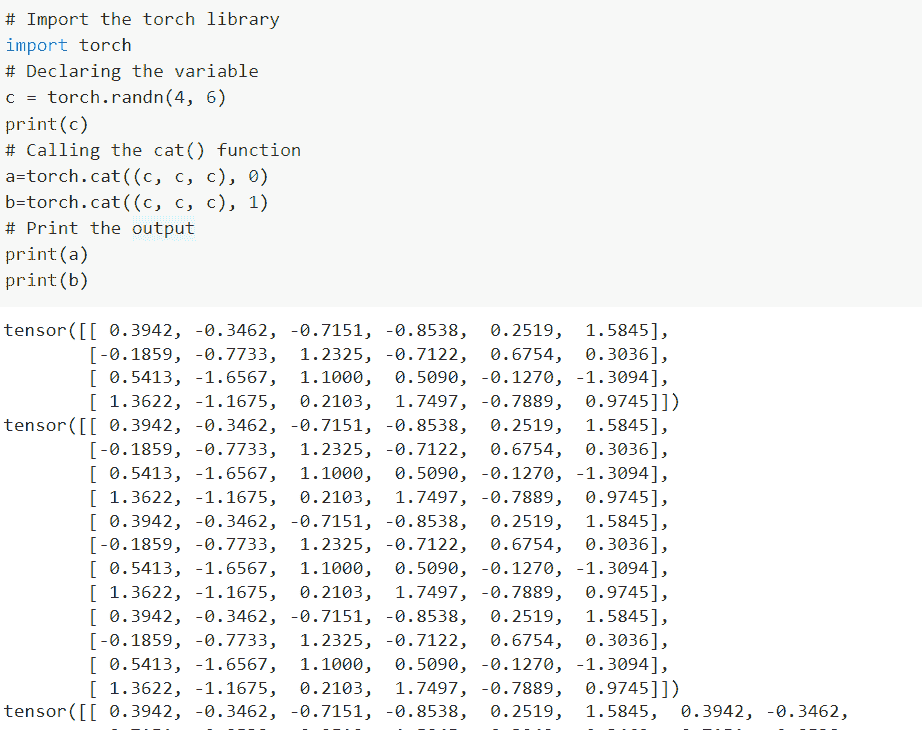 # Import the torch library
import torch
# Declaring the variable
c = torch.randn(4, 6)
print(c)
# Calling the cat() function
a=torch.cat((c, c, c), 0)
b=torch.cat((c, c, c), 1)
# Print the output
print(a)
print(b)
tensor([[ 0.3942, -0.3462, -0.7151, -0.8538,  0.2519,  1.5845],
        [-0.1859, -0.7733,  1.2325, -0.7122,  0.6754,  0.3036],
        [ 0.5413, -1.6567,  1.1000,  0.5090, -0.1270, -1.3094],
        [ 1.3622, -1.1675,  0.2103,  1.7497, -0.7889,  0.9745]])
tensor([[ 0.3942, -0.3462, -0.7151, -0.8538,  0.2519,  1.5845],
        [-0.1859, -0.7733,  1.2325, -0.7122,  0.6754,  0.3036],
        [ 0.5413, -1.6567,  1.1000,  0.5090, -0.1270, -1.3094],
        [ 1.3622, -1.1675,  0.2103,  1.7497, -0.7889,  0.9745],
        [ 0.3942, -0.3462, -0.7151, -0.8538,  0.2519,  1.5845],
        [-0.1859, -0.7733,  1.2325, -0.7122,  0.6754,  0.3036],
        [ 0.5413, -1.6567,  1.1000,  0.5090, -0.1270, -1.3094],
        [ 1.3622, -1.1675,  0.2103,  1.7497, -0.7889,  0.9745],
        [ 0.3942, -0.3462, -0.7151, -0.8538,  0.2519,  1.5845],
        [-0.1859, -0.7733,  1.2325, -0.7122,  0.6754,  0.3036],
        [ 0.5413, -1.6567,  1.1000,  0.5090, -0.1270, -1.3094],
        [ 1.3622, -1.1675,  0.2103,  1.7497, -0.7889,  0.9745]])
tensor([[ 0.3942, -0.3462, -0.7151, -0.8538,  0.2519,  1.5845,  0.3942, -0.3462,